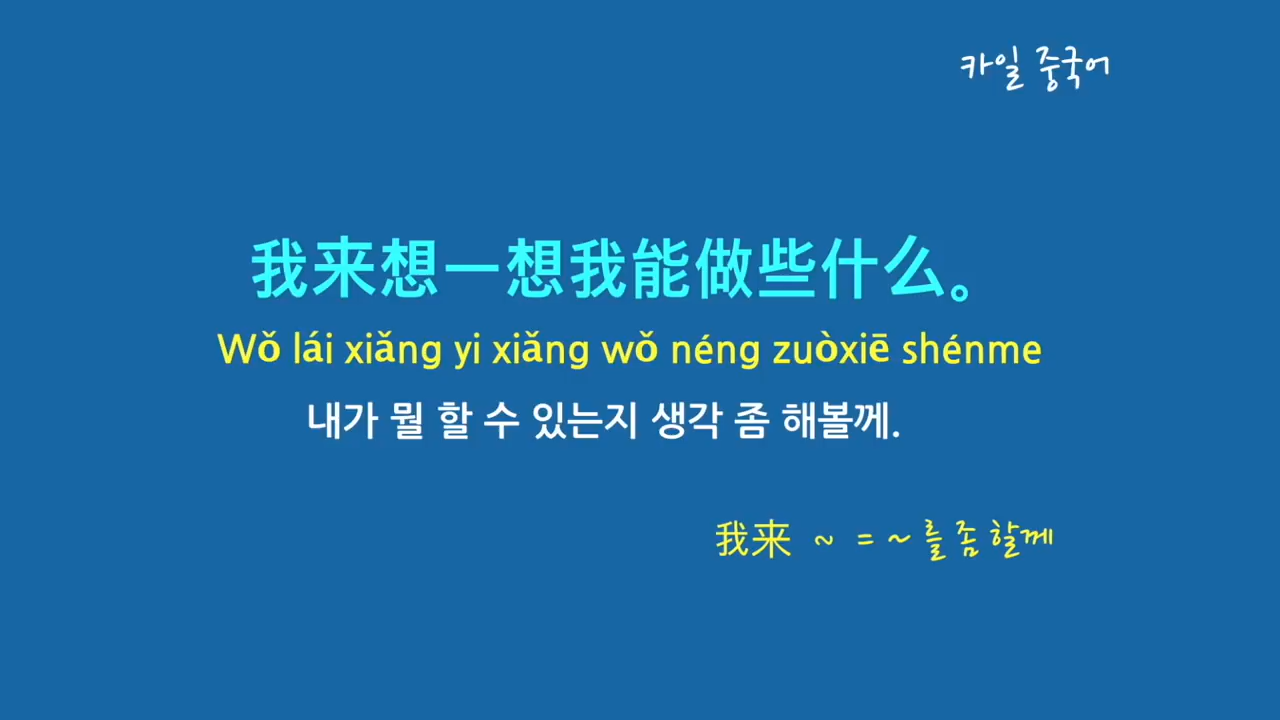 카일 중국어
我来想一想我能做些什么。
Wǒ lái xiǎng yi xiǎng wǒ néng zuòxiē shénme
내가 뭘 할 수 있는지 생각 좀 해볼께.
我来 ~ = ~를 좀 할께